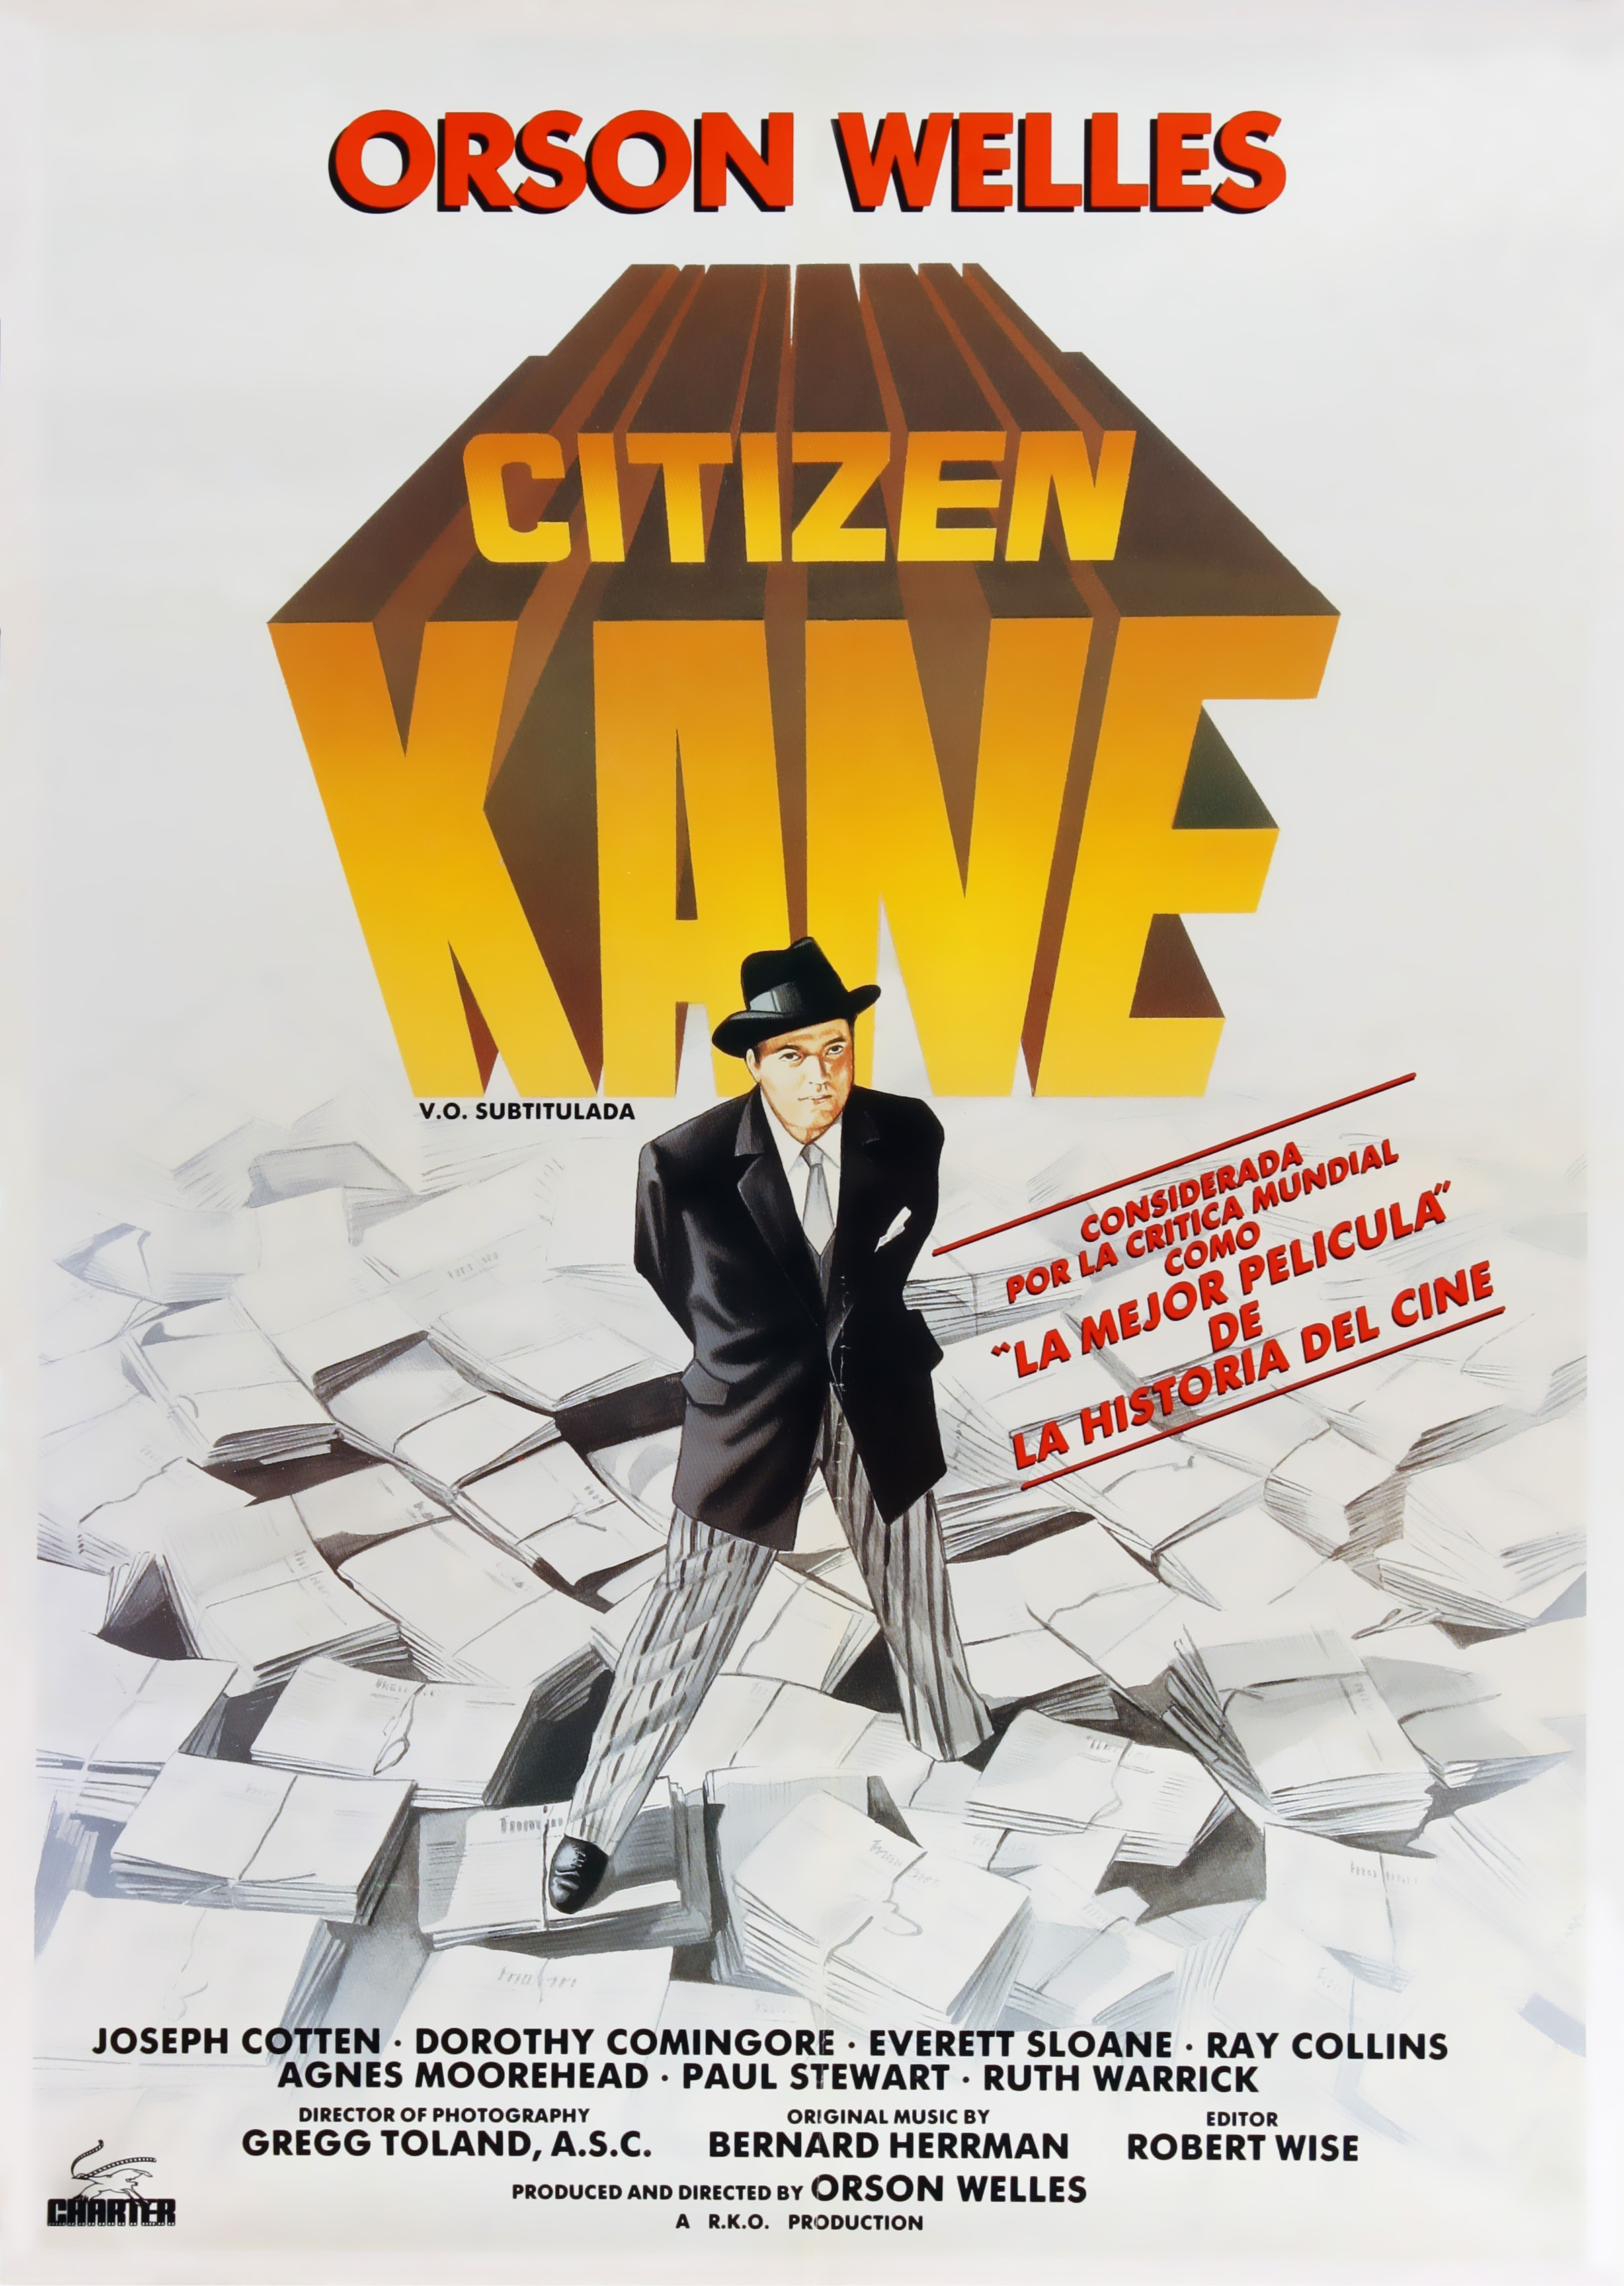 ORSON WELLES
CITIZEN
KANE
V.O. SUBTITULADA
CONSIDERADA
POR LA CRITICA MUNDIAL
COMO
"LA MEJOR PELICULA"
DE
LA HISTORIA DEL CINE
JOSEPH COTTEN · DOROTHY COMINGORE · EVERETT SLOANE · RAY COLLINS
AGNES MOOREHEAD · PAUL STEWART · RUTH WARRICK
DIRECTOR OF PHOTOGRAPHY
GREGG TOLAND, A.S.C.
ORIGINAL MUSIC BY
BERNARD HERRMAN
EDITOR
ROBERT WISE
PRODUCED AND DIRECTED BY ORSON WELLES
A R.K.O. PRODUCTION
CHARTER